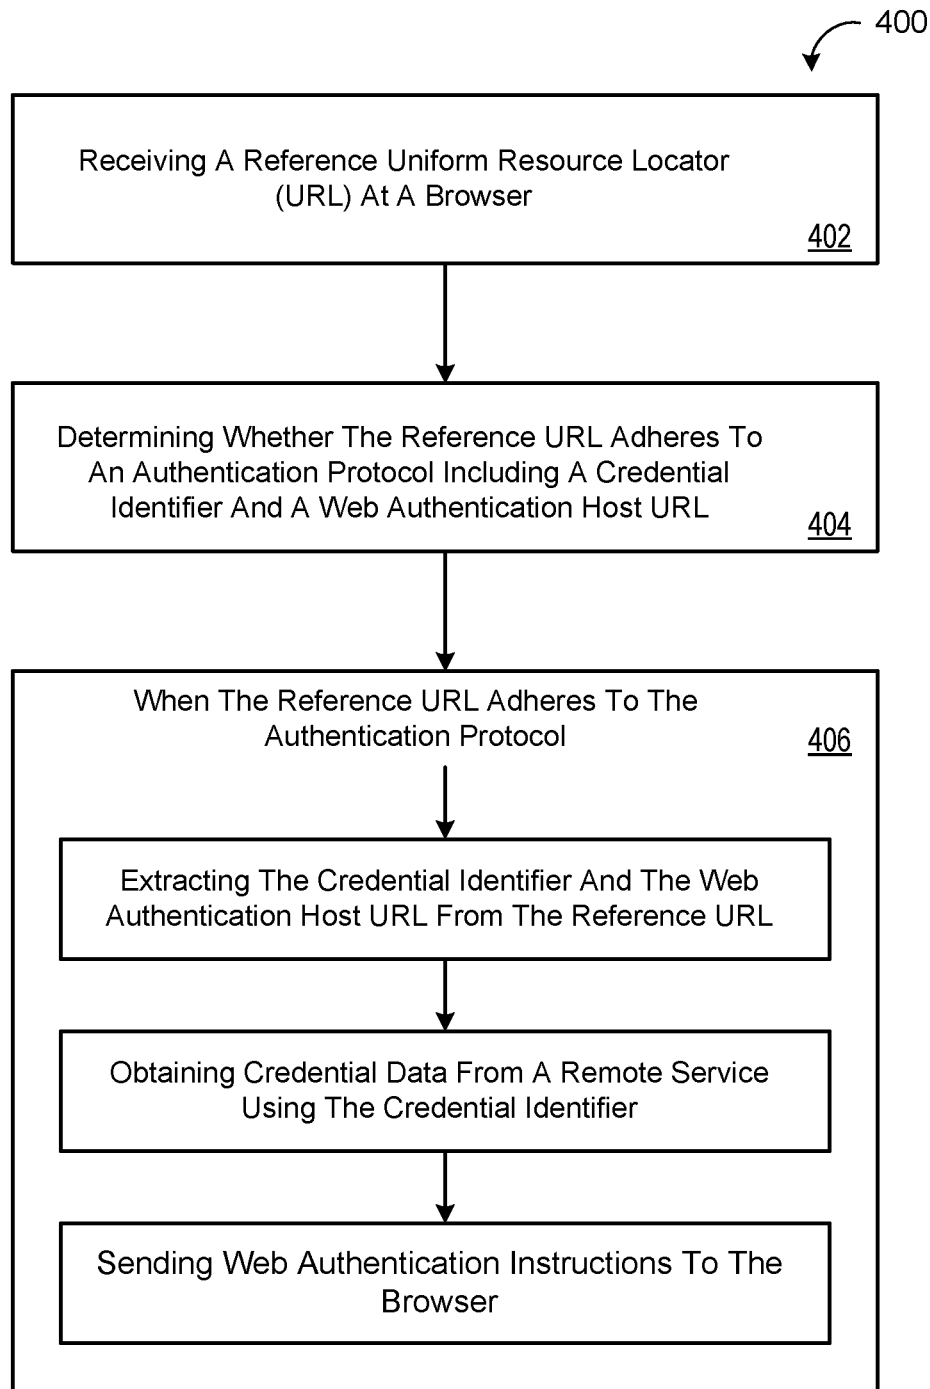 400
Receiving A Reference Uniform Resource Locator
(URL) At A Browser
402
Determining Whether The Reference URL Adheres To
An Authentication Protocol Including A Credential
Identifier And A Web Authentication Host URL
404
When The Reference URL Adheres To The
Authentication Protocol
406
Extracting The Credential Identifier And The Web
Authentication Host URL From The Reference URL
Obtaining Credential Data From A Remote Service
Using The Credential Identifier
Sending Web Authentication Instructions To The
Browser